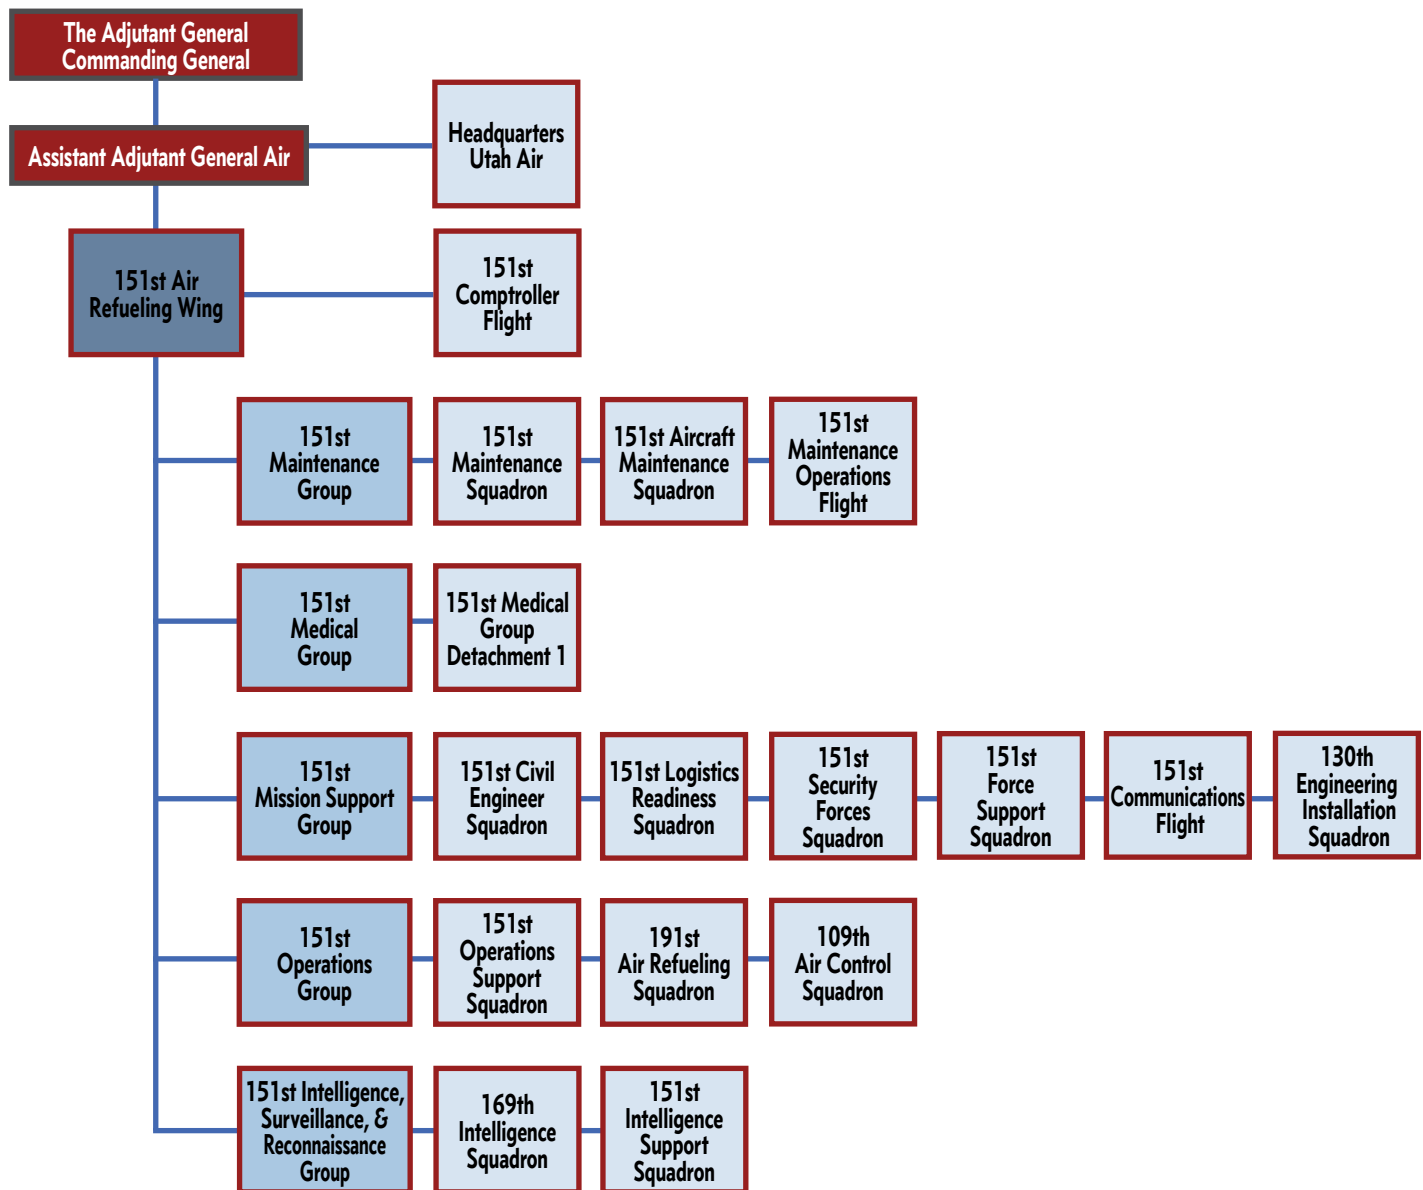 The Adjutant General
Commanding General
Assistant Adjutant General Air
Headquarters
Utah Air
151st Air
Refueling Wing
151st
Comptroller
Flight
151st
Maintenance
Group
151st
Maintenance
Squadron
151st Aircraft
Maintenance
Squadron
151st
Maintenance
Operations
Flight
151st
Medical
Group
151st Medical
Group
Detachment 1
151st
Mission Support
Group
151st Civil
Engineer
Squadron
151st Logistics
Readiness
Squadron
151st
Security
Forces
Squadron
151st
Force
Support
Squadron
151st
Communications
Flight
130th
Engineering
Installation
Squadron
151st
Operations
Group
151st
Operations
Support
Squadron
191st
Air Refueling
Squadron
109th
Air Control
Squadron
151st Intelligence,
Surveillance, &
Reconnaissance
Group
169th
Intelligence
Squadron
151st
Intelligence
Support
Squadron